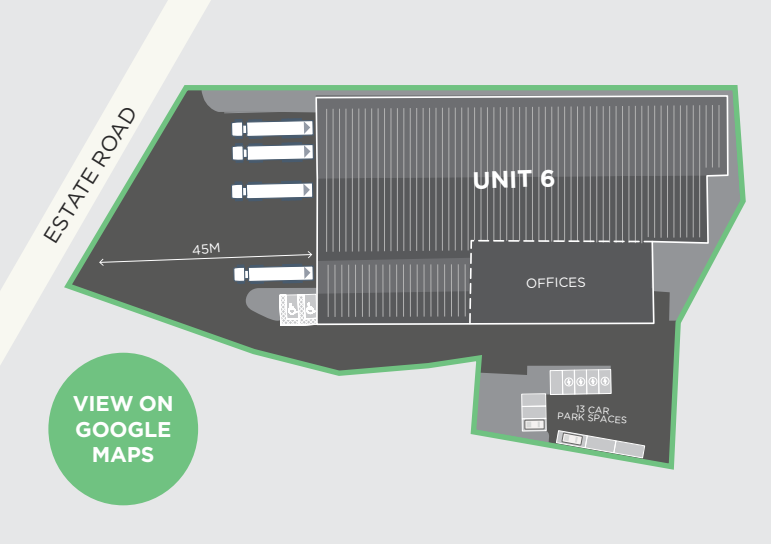 ESTATE ROAD
UNIT 6
45M
OFFICES
13 CAR
PARK SPACES
VIEW ON
GOOGLE
MAPS